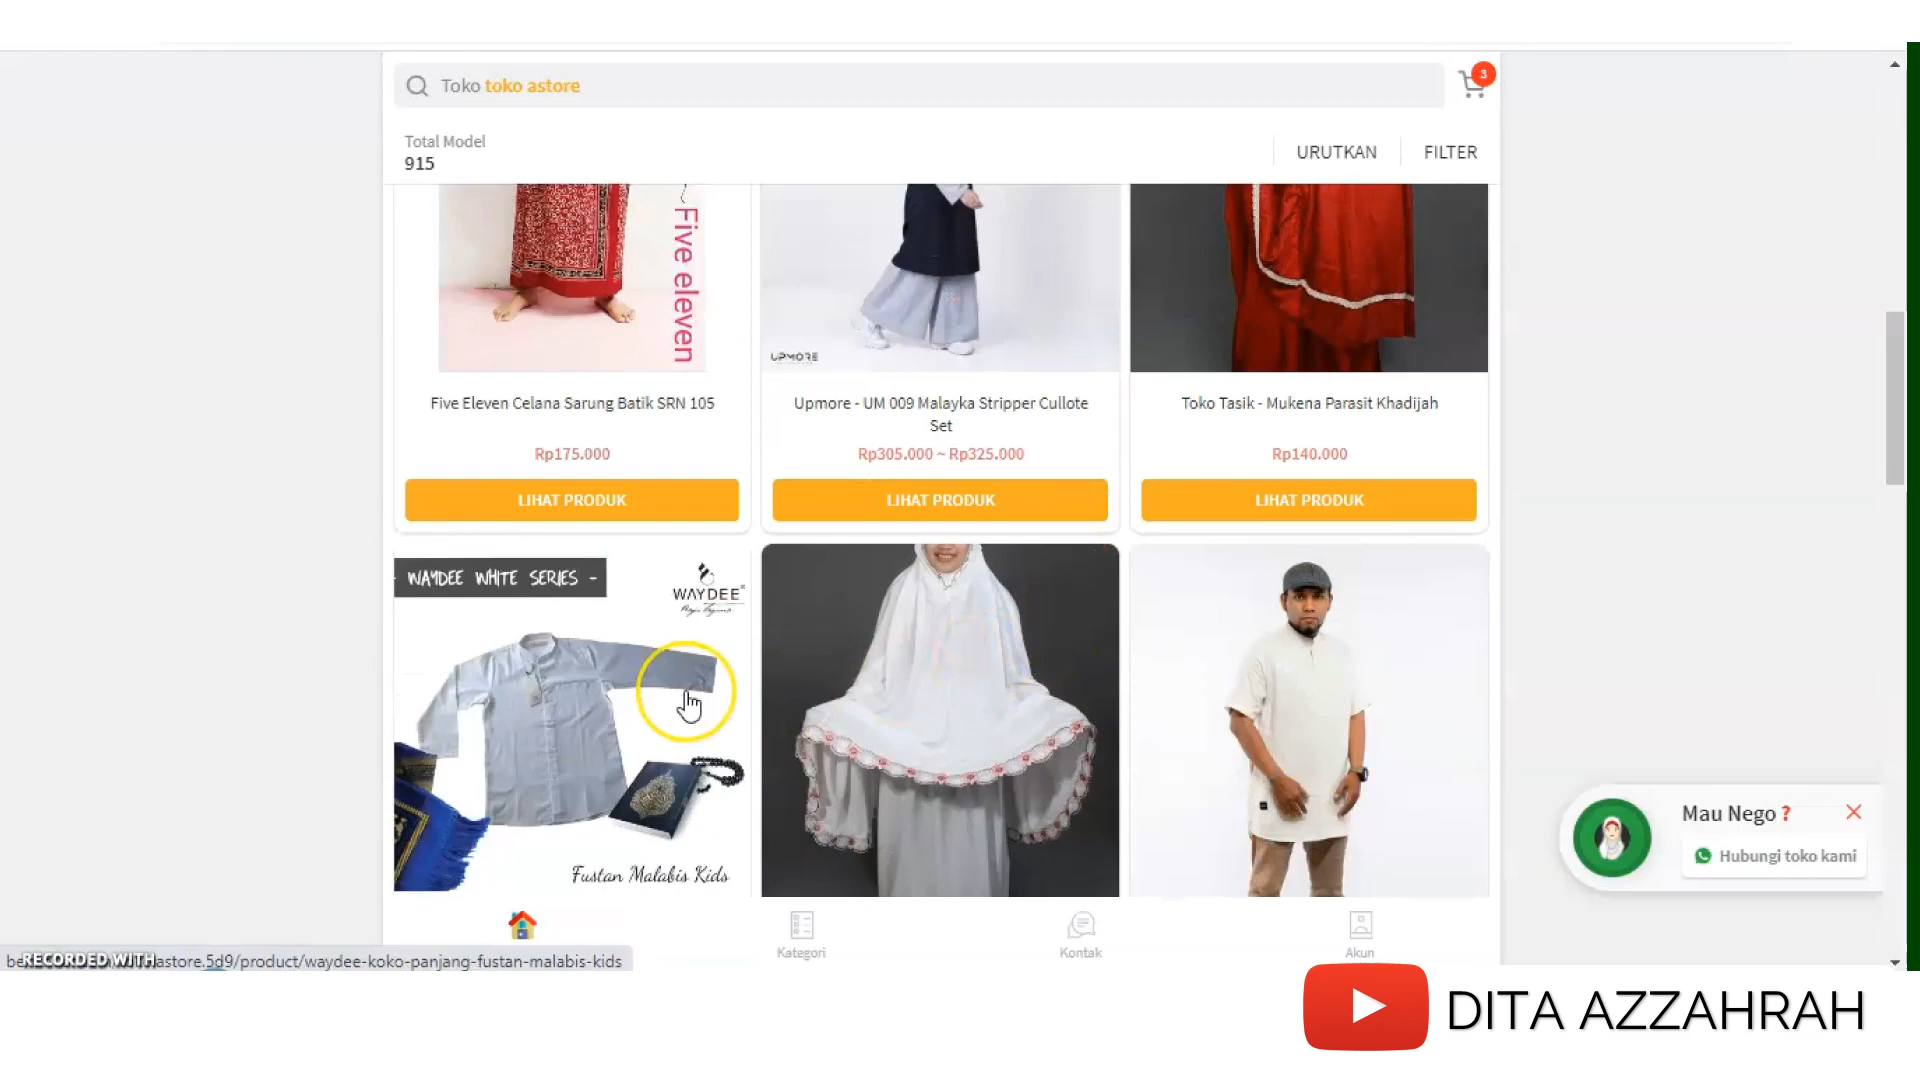 Toko toko astore
3
Total Model
915
URUTKAN
FILTER
Five eleven
UPMORE
Five Eleven Celana Sarung Batik SRN 105
Rp175.000
LIHAT PRODUK
Upmore - UM 009 Malayka Stripper Cullote
Set
Rp305.000 ~ Rp325.000
LIHAT PRODUK
Toko Tasik - Mukena Parasit Khadijah
Rp140.000
LIHAT PRODUK
- WAYDEE WHITE SERIES -
WAYDEE
Fustan Malabis Kids
Mau Nego ?
Hubungi toko kami
Kategori
Kontak
Akun
RECORDED WITH
astore.5d9/product/waydee-koko-panjang-fustan-malabis-kids
DITA AZZAHRAH